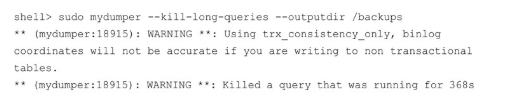 shell> sudo mydumper --kill-long-queries --outputdir /backups
** (mydumper:18915): WARNING **: Using trx_consistency_only, binlog
coordinates will not be accurate if you are writing to non transactional
tables.
** (mydumper:18915): WARNING **: Killed a query that was running for 368s